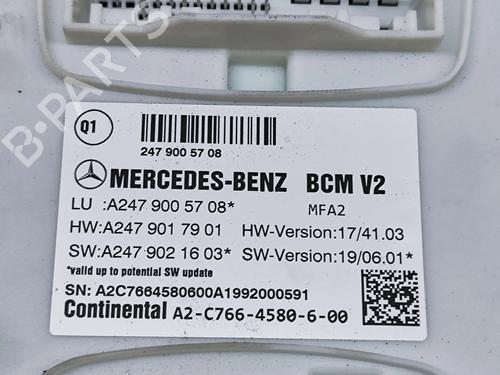 B-PARTS
Q1
247 900 57 08
MERCEDES-BENZ BCM V2
LU :A247 900 57 08* MFA2
HW:A247 901 79 01 HW-Version:17/41.03
SW:A247 902 16 03* SW-Version:19/06.01*
*valid up to potential SW update
SN: A2C7664580600A1992000591
Continental A2-C766-4580-6-00